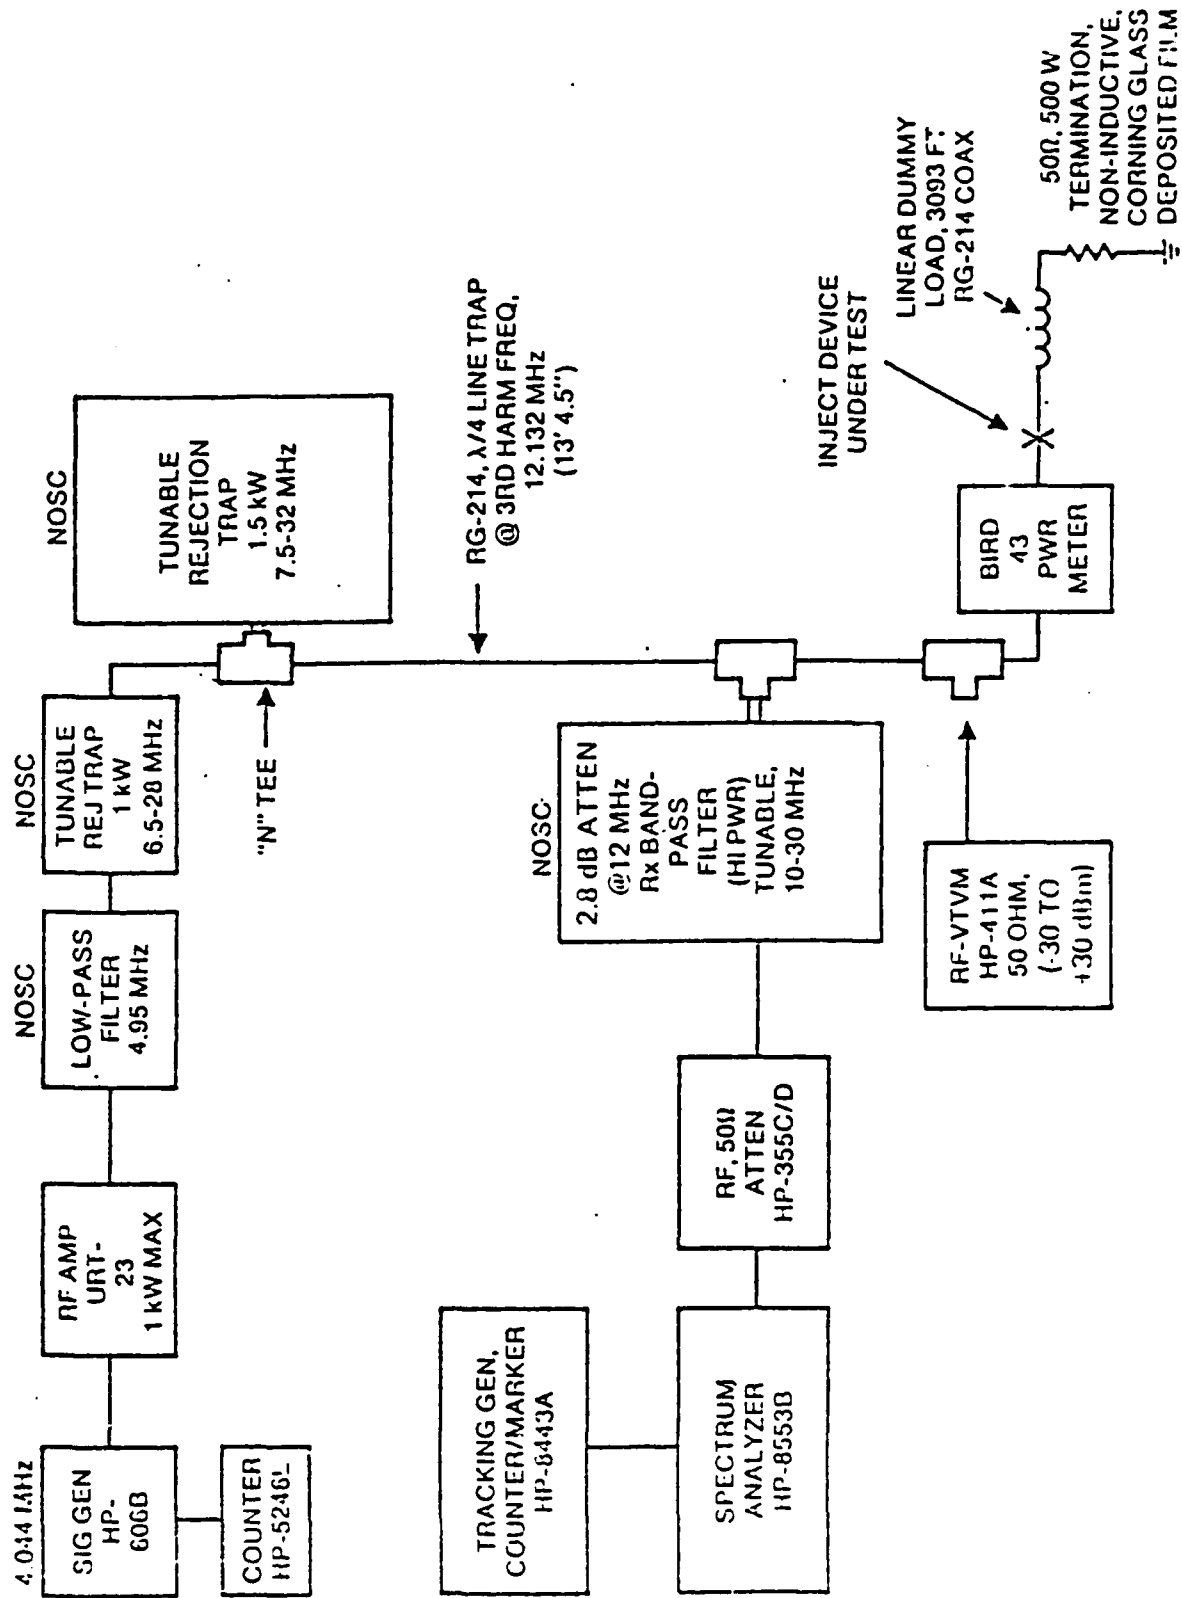 4.044 MHz
SIG GEN
HP-
606B
COUNTER
HP-5246L
RF AMP
URT-
23
1 kW MAX
NOSC
LOW-PASS
FILTER
4.95 MHz
NOSC
TUNABLE
REJ TRAP
1 kW
6.5-28 MHz
"N" TEE
NOSC
TUNABLE
REJECTION
TRAP
1.5 kW
7.5-32 MHz
RG-214, λ/4 LINE TRAP
@ 3RD HARM FREQ,
12.132 MHz
(13' 4.5")
TRACKING GEN,
COUNTER/MARKER
HP-8443A
SPECTRUM
ANALYZER
HP-8553B
RF, 50Ω
ATTEN
HP-355C/D
NOSC
2.8 dB ATTEN
@12 MHz
Rx BAND-
PASS
FILTER
(HI PWR)
TUNABLE,
10-30 MHz
RF-VTVM
HP-411A
50 OHM,
(-30 TO
+30 dBm)
BIRD
43
PWR
METER
INJECT DEVICE
UNDER TEST
LINEAR DUMMY
LOAD, 3093 FT
RG-214 COAX
50Ω, 500 W
TERMINATION,
NON-INDUCTIVE,
CORNING GLASS
DEPOSITED FILM